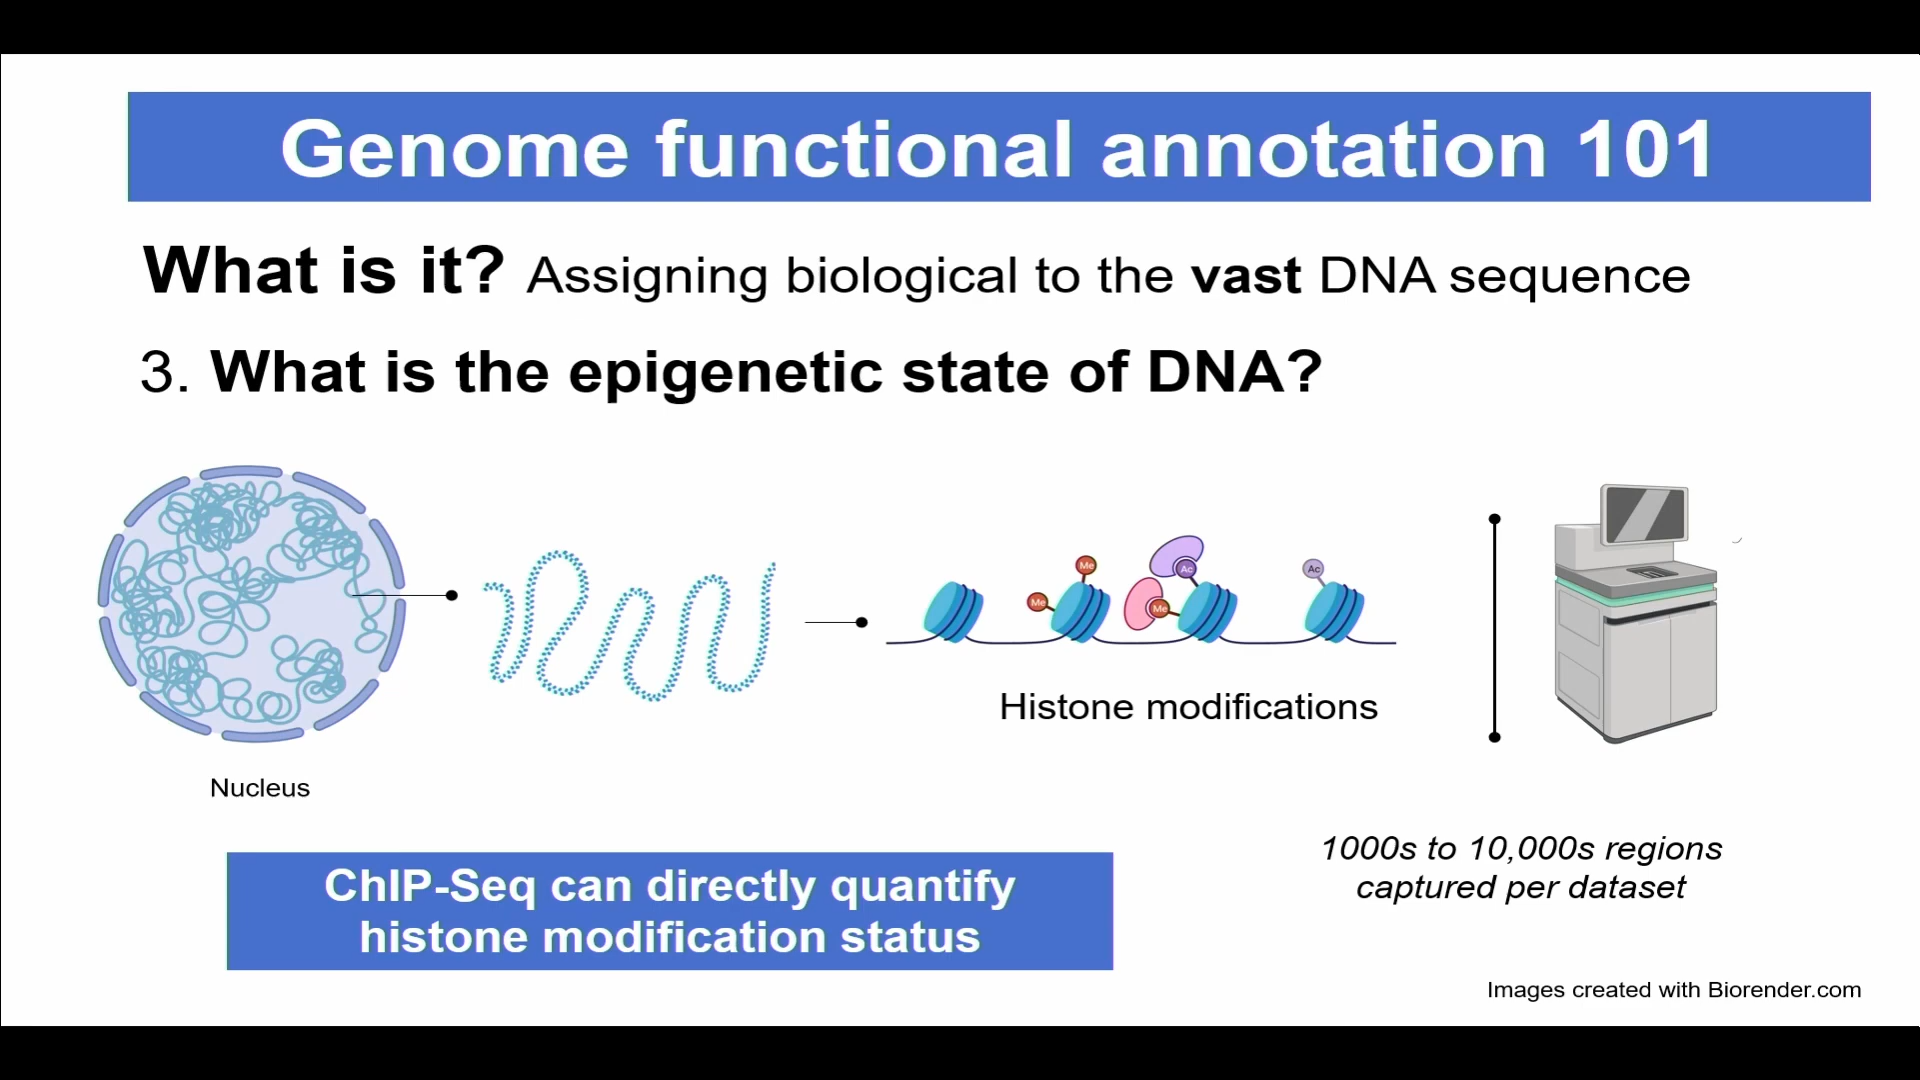 Genome functional annotation 101
What is it? Assigning biological to the vast DNA sequence
3. What is the epigenetic state of DNA?
Me
Me
Ac
Me
Ac
Histone modifications
Nucleus
1000s to 10,000s regions
captured per dataset
ChIP-Seq can directly quantify
histone modification status
Images created with Biorender.com